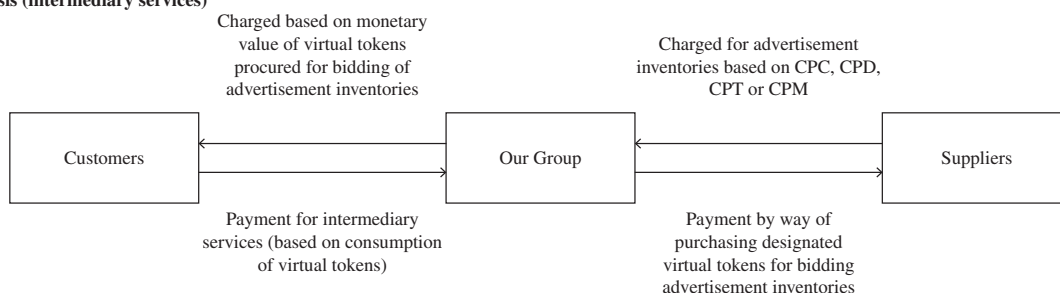 (intermediary services)
Charged based on monetary
value of virtual tokens
procured for bidding of
advertisement inventories
Charged for advertisement
inventories based on CPC, CPD,
CPT or CPM
Customers
Our Group
Suppliers
Payment for intermediary
services (based on consumption
of virtual tokens)
Payment by way of
purchasing designated
virtual tokens for bidding
advertisement inventories